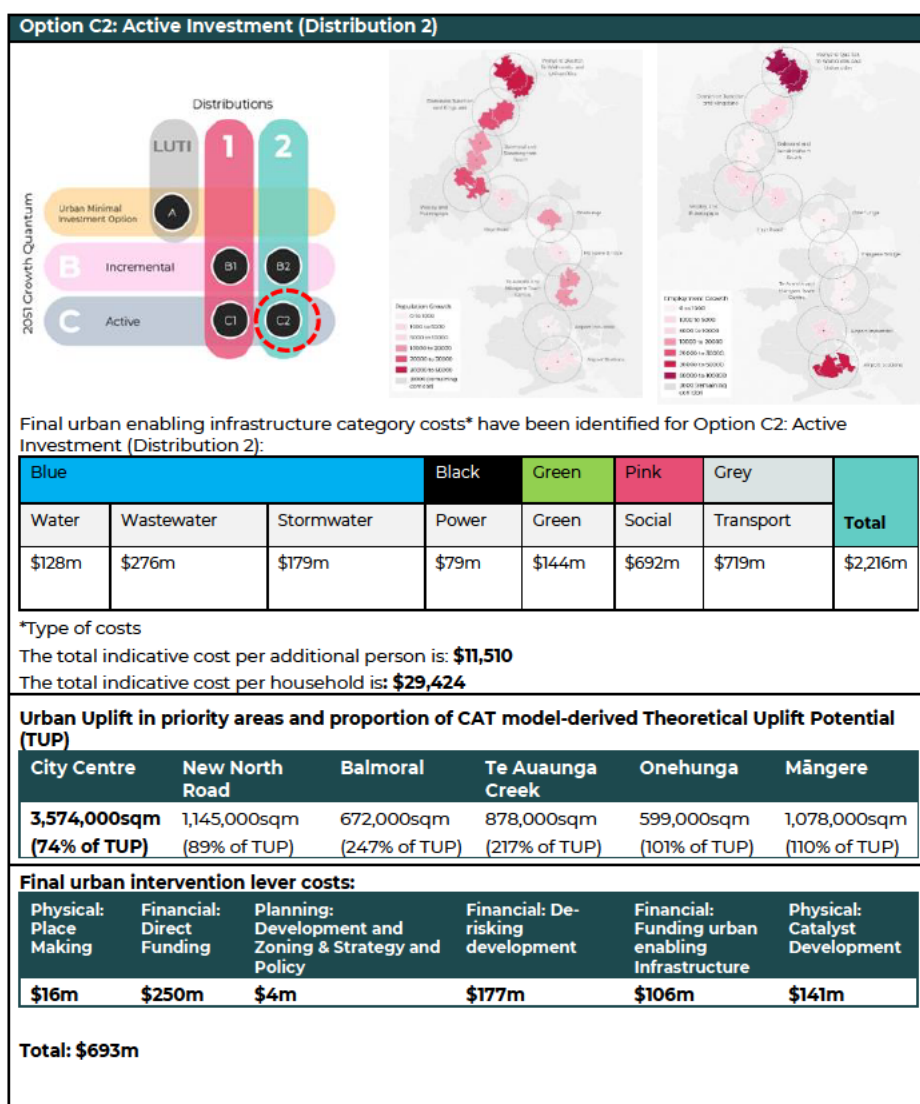 Option C2: Active Investment (Distribution 2)
Distributions
LUTI
1
2
2051 Growth Quantum
Urban Minimal
Investment Option
A
B
Incremental
B1
B2
C
Active
C1
C2
Population Growth
Employment Growth
Final urban enabling infrastructure category costs* have been identified for Option C2: Active
Investment (Distribution 2):
Blue Black Green Pink Grey
Water Wastewater Stormwater Power Green Social Transport Total
$128m $276m $179m $79m $144m $692m $719m $2,216m
*Type of costs
The total indicative cost per additional person is: $11,510
The total indicative cost per household is: $29,424
Urban Uplift in priority areas and proportion of CAT model-derived Theoretical Uplift Potential
(TUP)
City Centre New North Balmoral Te Auaunga Onehunga Māngere
Road Creek
3,574,000sqm 1,145,000sqm 672,000sqm 878,000sqm 599,000sqm 1,078,000sqm
(74% of TUP) (89% of TUP) (247% of TUP) (217% of TUP) (101% of TUP) (110% of TUP)
Final urban intervention lever costs:
Physical: Financial: Planning: Financial: De- Financial: Physical:
Place Direct Development and risking Funding urban Catalyst
Making Funding Zoning & Strategy and development enabling Development
Policy Infrastructure
$16m $250m $4m $177m $106m $141m
Total: $693m